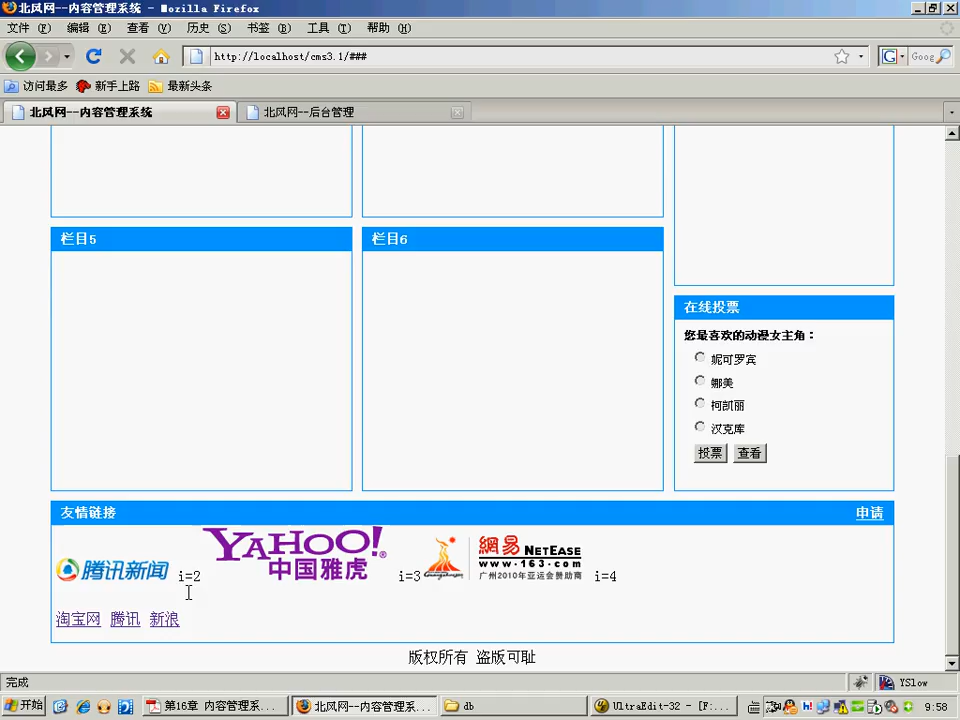 北风网--内容管理系统 - Mozilla Firefox
文件 (F) 编辑 (E) 查看 (V) 历史 (S) 书签 (B) 工具 (T) 帮助 (H)
http://localhost/cms3.1/###
G Goog
访问最多 新手上路 最新头条
北风网--内容管理系统 北风网--后台管理
栏目5 栏目6
在线投票
您最喜欢的动漫女主角：
妮可罗宾
娜美
柯凯丽
汉克库
投票 查看
友情链接 申请
腾讯新闻 i=2 YAHOO!® 中国雅虎 i=3 Guangzhou 網易 NETEASE www.163.com 广州2010年亚运会赞助商 i=4
淘宝网 腾讯 新浪
版权所有 盗版可耻
完成 YSlow
开始 第16章 内容管理系... 北风网--内容管理系... db UltraEdit-32 - [F:... 9:58